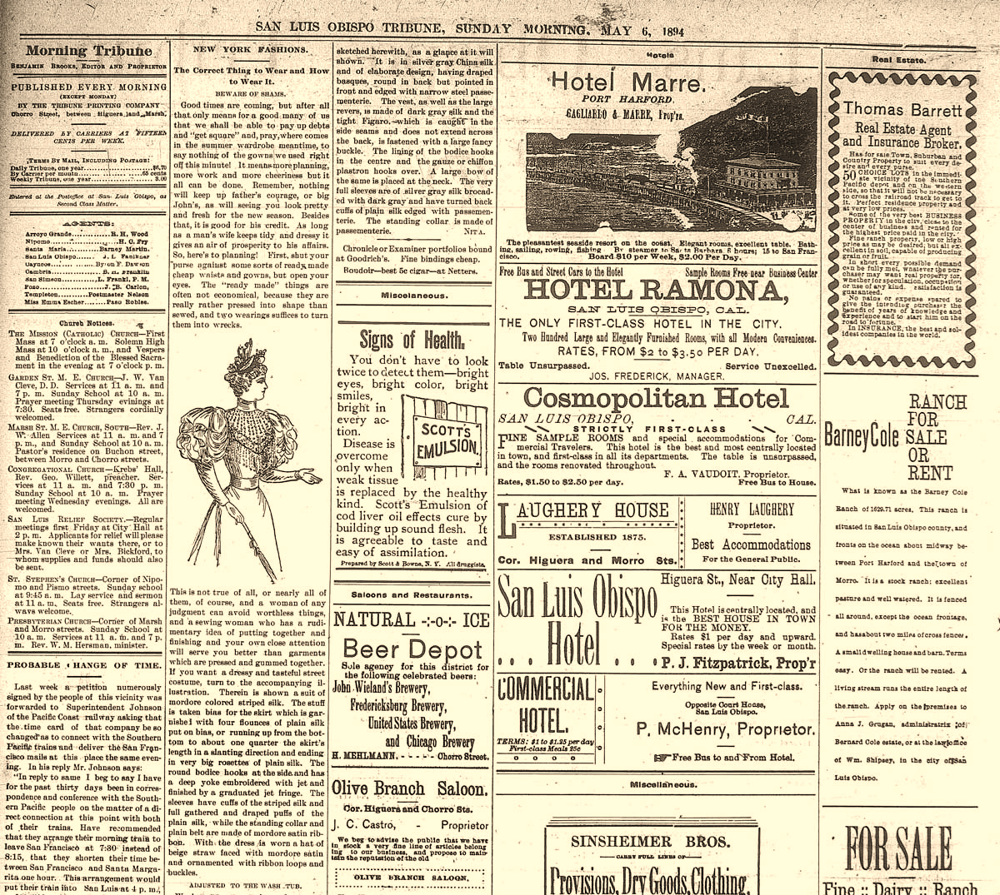 SAN LUIS OBISPO TRIBUNE, SUNDAY MORNING, MAY 6, 1894
Morning Tribune
BENJAMIN BROOKS, EDITOR AND PROPRIETOR
PUBLISHED EVERY MORNING
(EXCEPT MONDAY)
BY THE TRIBUNE PRINTING COMPANY
Chorro Street, between Higuera and Marsh,
DELIVERED BY CARRIERS AT FIFTEEN
CENTS PER WEEK.
TERMS BY MAIL, INCLUDING POSTAGE:
Daily Tribune, one year
By Carrier per month 65 cents
Weekly Tribune, one year 3.00
Entered at the Postoffice at San Luis Obispo, as
Second Class Matter.
AGENTS:
Arroyo Grande R. H. Wood
Nipomo H. O. Fry
Santa Maria Barney Martin.
San Luis Obispo J. L. Faulkner
Cayucos By on F. Dawson
Cambria
San Simeon
Poso J. B. Carlon,
Templeton Postmaster Nelson
Miss Emma Escher Paso Robles.
Church Notices.
THE MISSION (CATHOLIC) CHURCH—First
Mass at 7 o'clock a. m. Solemn High
Mass at 10 o'clock a. m., and Vespers
and Benediction of the Blessed Sacra-
ment in the evening at 7 o'clock p. m.
GARDEN ST. M. E. CHURCH—J. W. Van
Cleve, D. D. Services at 11 a. m. and
7 p. m. Sunday School at 10 a. m.
Prayer meeting Thursday evinings at
7:30. Seats free. Strangers cordially
welcomed.
MARSH ST. M. E. CHURCH, SOUTH—Rev. J.
W. Allen Services at 11 a. m. and 7
p. m., and Sunday School at 10 a. m.
Pastor's residence on Buchon street,
between Morro and Chorro streets.
CONGREGATIONAL CHURCH—Krebs' Hall,
Rev. Geo. Willett, preacher. Ser-
vices at 11 a. m. and 7:30 p. m.
Sunday School at 10 a. m. Prayer
meeting Wednesday evenings. All are
welcomed.
SAN LUIS RELIEF SOCIETY.—Regular
meetings first Friday at City Hall at
2 p. m. Applicants for relief will please
make known their wants there, or to
Mrs. Van Cleve or Mrs. Bickford, to
whom supplies and funds should also
be sent.
ST. STEPHEN'S CHURCH—Corner of Nipo-
mo and Pismo streets. Sunday school
at 9:45 a. m. Lay service and sermon
at 11 a. m. Seats free. Strangers al-
ways welcome.
PRESBYTERIAN CHURCH—Corner of Marsh
and Morro streets. Sunday School at
10 a. m. Services at 11 a. m. and 7 p.
m. Rev. W. M. Hersman, minister.
PROBABLE CHANGE OF TIME.
Last week a petition numerously
signed by the people of this vicinity was
forwarded to Superintendent Johnson
of the Pacific Coast railway asking that
the time card of that company be so
changed as to connect with the Southern
Pacific trains and deliver the San Fran-
cisco mails at this place the same even-
ing. In his reply Mr. Johnson says:
"In reply to same I beg to say I have
for the past thirty days been in corres-
pondence and conference with the South-
ern Pacific people on the matter of a di-
rect connection at this point with both
of their trains. Have recommended
that they arrange their morning train to
leave San Francisco at 7:30 instead of
8:15, that they shorten their time be-
tween San Francisco and Santa Marga-
rita one hour. This arrangement would
put their train into San Luis at 4 p. m.,
NEW YORK FASHIONS.
The Correct Thing to Wear and How
to Wear It.
BEWARE OF SHAMS.
Good times are coming, but after all
that only means for a good many of us
that we shall be able to pay up debts
and "get square" and, pray, where comes
in the summer wardrobe meantime, to
say nothing of the gowns we used right
off this minute! It means more planning,
more work and more cheeriness but it
all can be done. Remember, nothing
will keep up father's courage, or big
John's, as will seeing you look pretty
and fresh for the new season. Besides
that, it is good for his credit. As long
as a man's wife keeps tidy and dressy it
gives an air of prosperity to his affairs.
So, here's to planning! First, shut your
purse against some sorts of ready made
cheap waists and gowns, but open your
eyes. The "ready made" things are
often not economical, because they are
really rather pressed into shape than
sewed, and two wearings suffices to turn
them into wrecks.
This is not true of all, or nearly all of
them, of course, and a woman of any
judgment can avoid worthless things,
and a sewing woman who has a rudi-
mentary idea of putting together and
finishing and your own close attention
will serve you better than garments
which are pressed and gummed together.
If you want a dressy and tasteful street
costume, turn to the accompanying il-
lustration. Therein is shown a suit of
mordore colored striped silk. The stuff
is taken bias for the skirt which is gar-
nished with four flounces of plain silk
put on bias, or running up from the bot-
tom to about one quarter the skirt's
length in a slanting direction and ending
in very big rosettes of plain silk. The
round bodice hooks at the side and has
a deep yoke embroidered with jet and
finished by a graduated jet fringe. The
sleeves have cuffs of the striped silk and
full gathered and draped puffs of the
plain silk, while the standing collar and
plain belt are made of mordore satin rib-
bon. With the dress is worn a hat of
beige straw faced with mordore satin
and ornamented with ribbon loops and
buckles.
ADJUSTED TO THE WASH TUB.
sketched herewith, as a glance at it will
shown. It is in silver gray China silk
and of elaborate design, having draped
basques, round in back but pointed in
front and edged with narrow steel passe-
menterie. The vest, as well as the large
revers, is made of dark gray silk and the
tight Figaro, which is caught in the
side seams and does not extend across
the back, is fastened with a large fancy
buckle. The lining of the bodice hooks
in the centre and the gauze or chiffon
plastron hooks over. A large bow of
the same is placed at the neck. The very
full sleeves are of silver gray silk brocad-
ed with dark gray and have turned back
cuffs of plain silk edged with passemen-
terie. The standing collar is made of
passementerie. NITA.
Chronicle or Examiner portfolios bound
at Goodrich's. Fine bindings cheap.
Boudoir—best 5c cigar—at Netters.
Miscelaneous.
Signs of Health.
You don't have to look
twice to detect them—bright
eyes, bright color, bright
smiles,
bright in
every ac-
tion.
Disease is
overcome
only when
weak tissue
SCOTT'S
EMULSION.
is replaced by the healthy
kind. Scott's Emulsion of
cod liver oil effects cure by
building up sound flesh. It
is agreeable to taste and
easy of assimilation.
Prepared by Scott & Bowne, N. Y. All druggists.
Saloons and Restaurants.
NATURAL -:-o-:- ICE
Beer Depot
Sole agency for this district for
the following celebrated beers:
John Wieland's Brewery,
Fredericksburg Brewery,
United States Brewery,
and Chicago Brewery
H. MEHLMANN. - - - - - Chorro Street.
Olive Branch Saloon.
Cor. Higuera and Chorro Sts.
J. C. Castro, - Proprietor
We beg to advise the public that we have
in stock a very fine line of articles belong
ing to our business, and propose to main-
tain the reputation of the old
OLIVE BRANCH SALOON,
Hotels
Hotel Marre.
PORT HARFORD.
GAGLIARDO & MARRE, Prop'rs.
The pleasantest seaside resort on the coast. Elegant rooms, excellent table. Bath-
ing, sailing, rowing, fishing By steamer to Santa Barbara, 8 hours; 15 to San Fran-
cisco. Board $10 per Week, $2.00 Per Day.
Free Bus and Street Cars to the Hotel Sample Rooms Free near Business Center
HOTEL RAMONA,
SAN LUIS OBISPO, CAL.
THE ONLY FIRST-CLASS HOTEL IN THE CITY.
Two Hundred Large and Elegantly Furnished Rooms, with all Modern Conveniences.
RATES, FROM $2 to $3.50 PER DAY.
Table Unsurpassed. Service Unexcelled.
JOS. FREDERICK, MANAGER.
Cosmopolitan Hotel
SAN LUIS OBISPO, - - CAL.
STRICTLY FIRST-CLASS
FINE SAMPLE ROOMS and special accommodations for Com-
mercial Travelers. This hotel is the best and most centrally located
in town, and first-class in all its departments. The table is unsurpassed,
and the rooms renovated throughout.
F. A. VAUDOIT, Proprietor.
Rates, $1.50 to $2.50 per day. Free Bus to House.
LAUGHERY HOUSE
ESTABLISHED 1875.
Cor. Higuera and Morro Sts.
HENRY LAUGHERY
Proprietor.
Best Accommodations
For the General Public.
San Luis Obispo
Hotel
Higuera St., Near City Hall.
This Hotel is centrally located, and
is the BEST HOUSE IN TOWN
FOR THE MONEY.
Rates $1 per day and upward.
Special rates by the week or month.
P. J. Fitzpatrick, Prop'r
COMMERCIAL
HOTEL.
TERMS: $1 to $1.25 per day
First-class Meals 25c
Everything New and First-class.
Opposite Court House,
San Luis Obispo.
P. McHenry, Proprietor.
☞Free Bus to and From Hotel.
Miscellaneous.
SINSHEIMER BROS.
—CARRY FULL LINES OF—
Provisions, Dry Goods, Clothing,
Real Estate.
Thomas Barrett
Real Estate Agent
and Insurance Broker.
Has for sale Town, Suburban and
Country Property to suit every de-
sire and every purse.
50 CHOICE LOTS in the immedi-
ate vicinity of the Southern
Pacific depot and on the western
side, so that it will not be necessary
to cross the railroad track to get to
it. Perfect residence property and
at very low prices.
Some of the very best BUSINESS
PROPERTY in the city, close to the
center of business and rented for
the highest price paid in the city.
Fine ranch property, low or high
price as may be desired, but all ex-
cellent in soil, capable of producing
grain or fruit.
In short every possible demand
can be fully met, whatever the pur-
chaser may want real property for,
whether for speculation, occupation
or use of any kind. Satisfaction is
guaranteed.
No pains or expense spared to
give the intending purchaser the
benefit of years of knowledge and
experience and to start him on the
road to fortune.
In INSURANCE, the best and sol-
idest companies in the world.
Barney Cole
RANCH
FOR
SALE
OR
RENT
What is known as the Barney Cole
Ranch of 1629.71 acres. This ranch is
situated in San Luis Obispo county, and
fronts on the ocean about midway be-
tween Port Harford and the town of
Morro. It is a stock ranch; excellent
pasture and well watered. It is fenced
all around, except the ocean frontage,
and has about two miles of cross fences.
A small dwelling house and barn. Terms
easy. Or the ranch will be rented. A
living stream runs the entire length of
the ranch. Apply on the premises to
Anna J. Grugan, administratrix of
Bernard Cole estate, or at the law office
of Wm. Shipsey, in the city of San
Luis Obispo.
FOR SALE
Fine :: Dairy :: Ranch